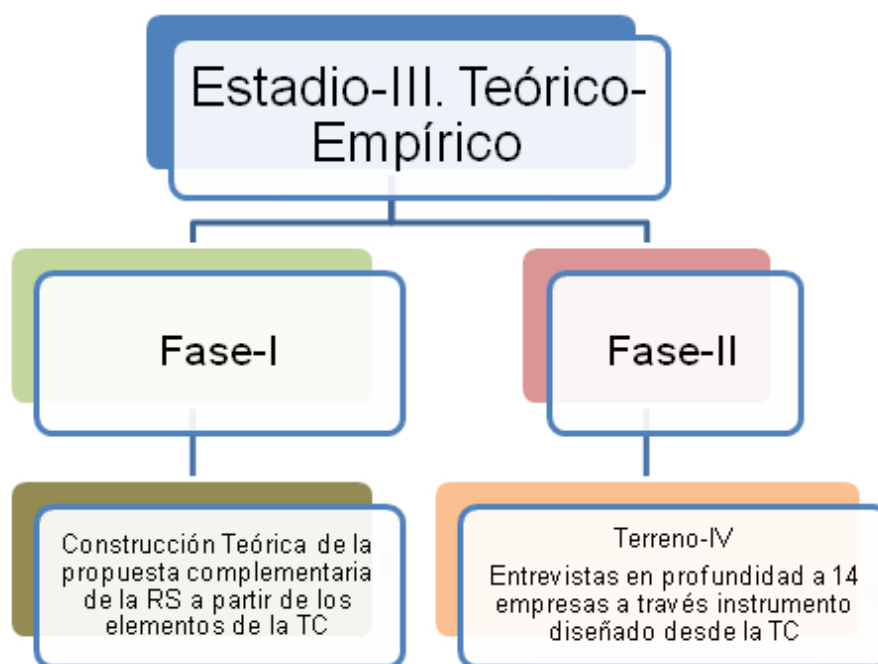 Estadio-III. Teórico-
Empírico
Fase-I
Fase-II
Construcción Teórica de la
propuesta complementaria
de la RS a partir de los
elementos de la TC
Terreno-IV
Entrevistas en profundidad a 14
empresas a través instrumento
diseñado desde la TC